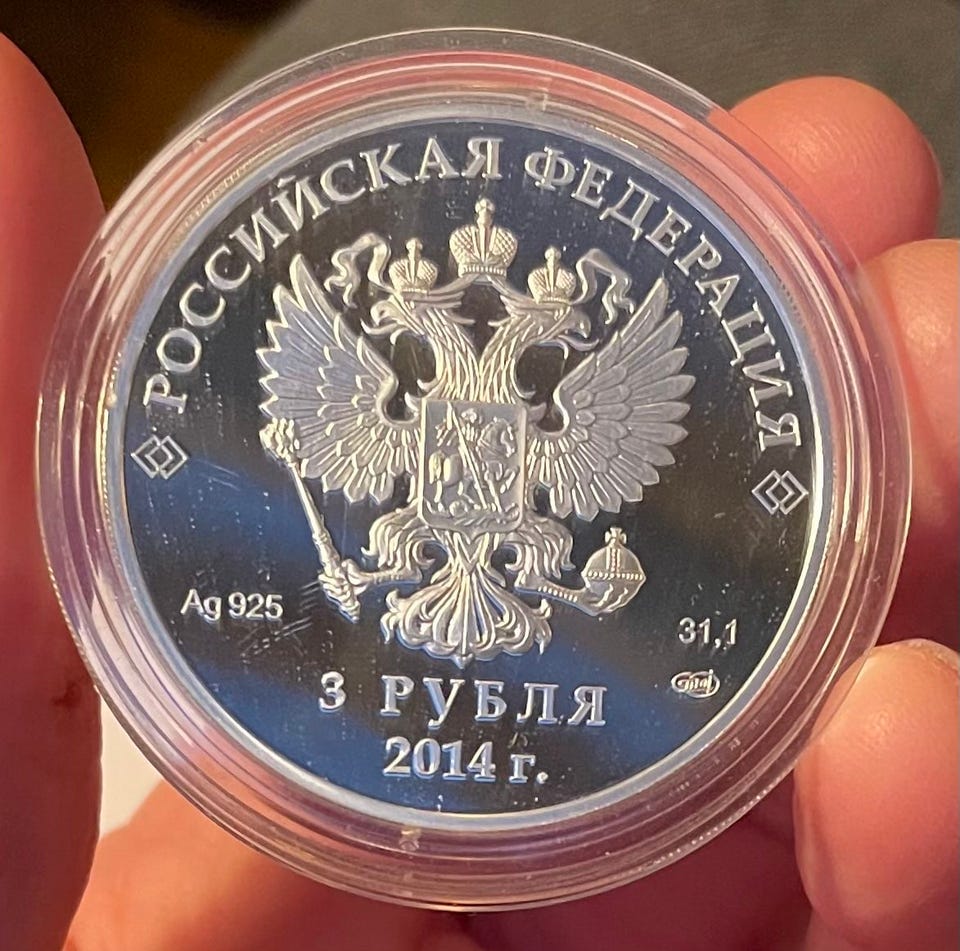 РОССИЙСКАЯ ФЕДЕРАЦИЯ
Ag 925
31,1
3 РУБЛЯ
2014 г.